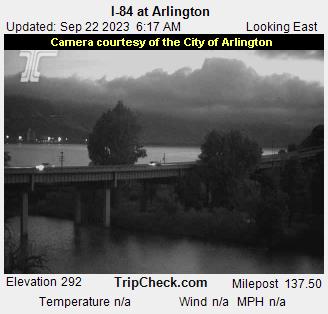 I-84 at Arlington
Updated: Sep 22 2023 6:17 AM Looking East
Camera courtesy of the City of Arlington
Elevation 292 TripCheck.com Milepost 137.50
Temperature n/a Wind n/a MPH n/a